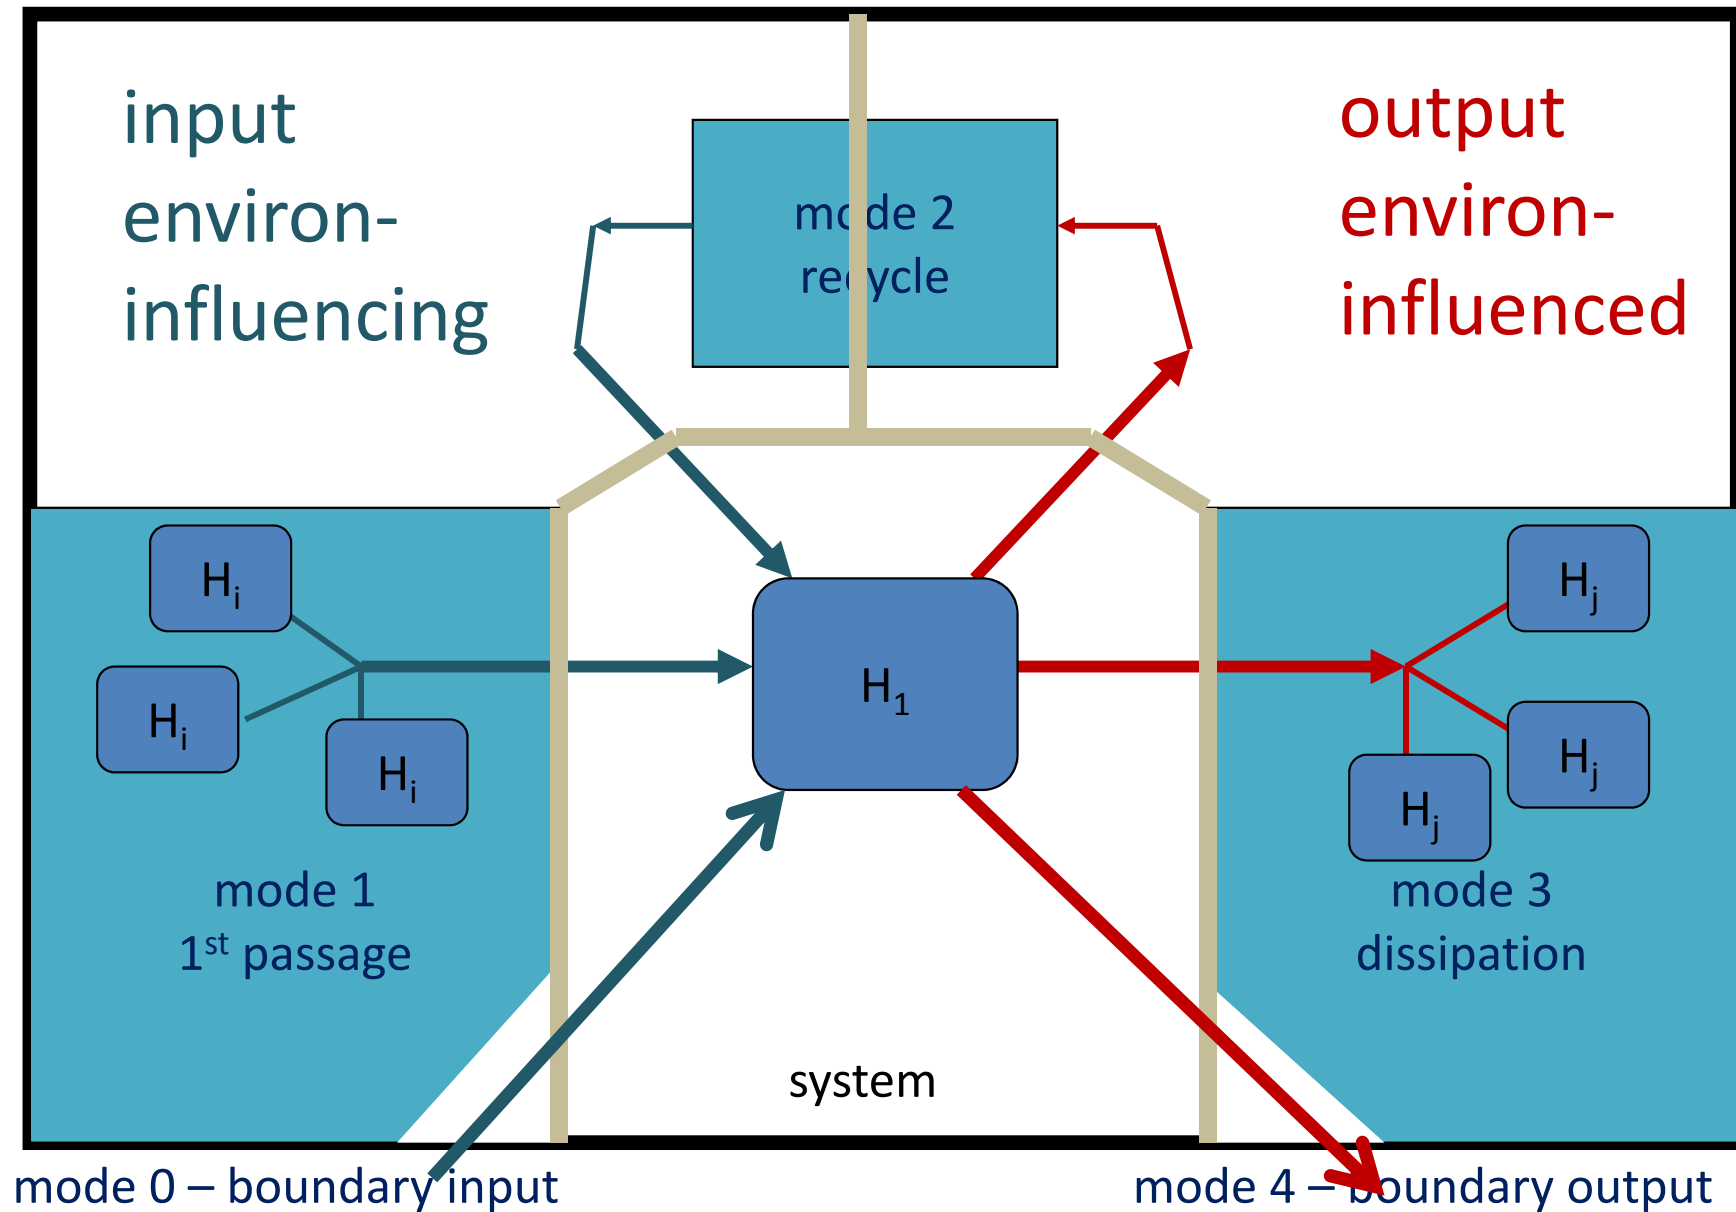 input
environ-
influencing
output
environ-
influenced
mode 2
recycle
H₁
Hᵢ
Hᵢ
Hᵢ
mode 1
1ˢᵗ passage
Hⱼ
Hⱼ
Hⱼ
mode 3
dissipation
system
mode 0 – boundary input
mode 4 – boundary output